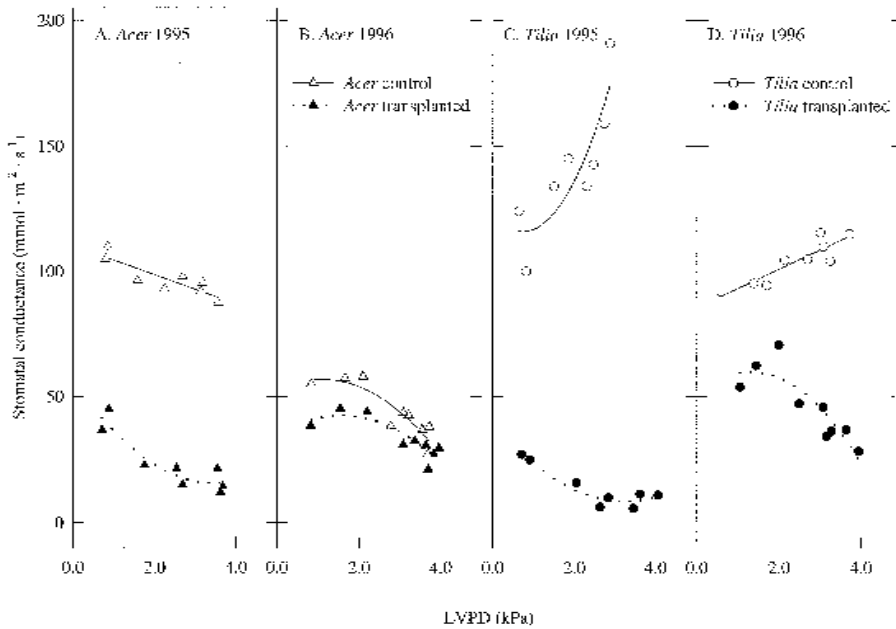 200
150
100
50
0
Stomatal conductance (mmol · m² · s⁻¹)
A. Acer 1995
B. Acer 1996
Acer control
Acer transplanted
C. Tilia 1995
D. Tilia 1996
Tilia control
Tilia transplanted
0.0 2.0 4.0
0.0 2.0 4.0
0.0 2.0 4.0
0.0 2.0 4.0
LVPD (kPa)